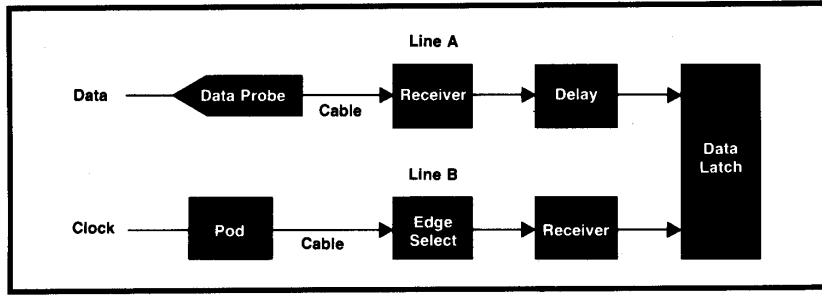 Line A
Data
Data Probe
Cable
Receiver
Delay
Data
Latch
Line B
Clock
Pod
Cable
Edge
Select
Receiver